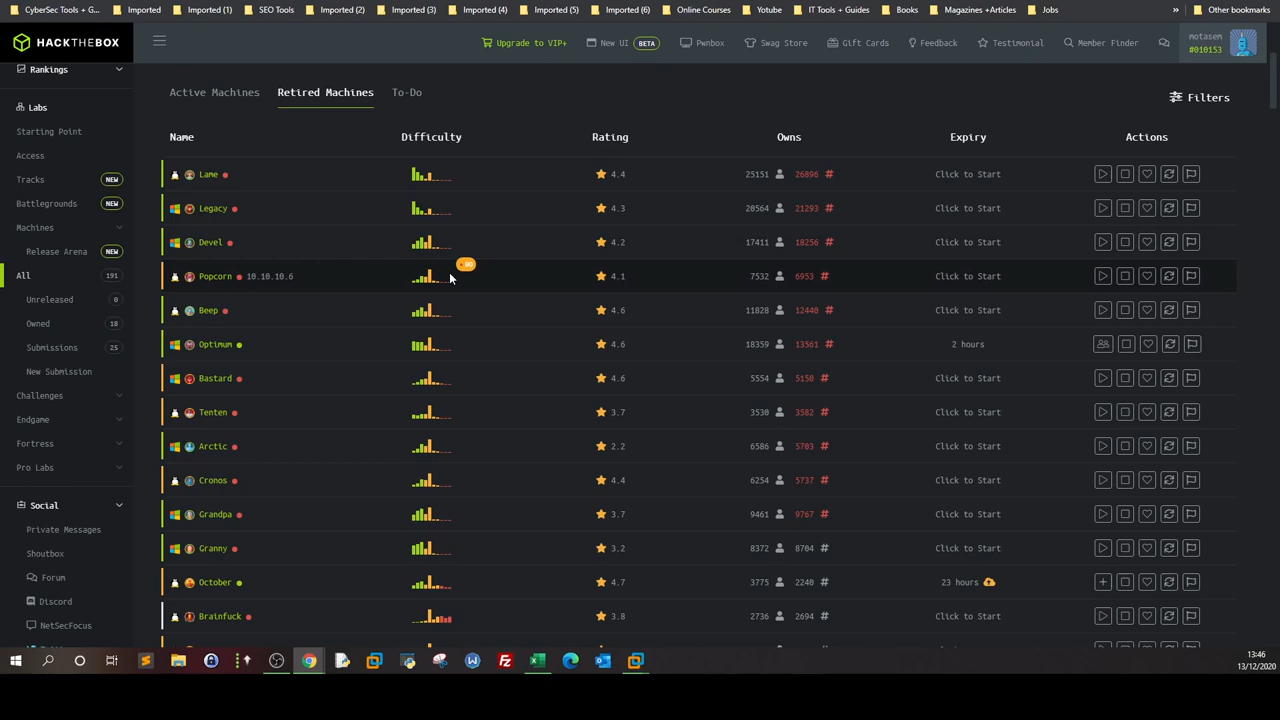 CyberSec Tools + G... Imported Imported (1) SEO Tools Imported (2) Imported (3) Imported (4) Imported (5) Imported (6) Online Courses Yotube IT Tools + Guides Books Magazines +Articles Jobs » Other bookmarks
HACKTHEBOX Upgrade to VIP+ New UI BETA Pwnbox Swag Store Gift Cards Feedback Testimonial Member Finder motasem
#010153
Rankings
Labs
Starting Point
Access
Tracks NEW
Battlegrounds NEW
Machines
Release Arena NEW
All 191
Unreleased 0
Owned 18
Submissions 25
New Submission
Challenges
Endgame
Fortress
Pro Labs
Social
Private Messages
Shoutbox
Forum
Discord
NetSecFocus
Active Machines Retired Machines To-Do Filters
Name Difficulty Rating Owns Expiry Actions
Lame 4.4 25151 26896 # Click to Start
Legacy 4.3 20564 21293 # Click to Start
Devel 4.2 17411 18256 # Click to Start
Popcorn 10.10.10.6 4.1 7532 6953 # Click to Start
Beep 4.6 11828 12440 # Click to Start
Optimum 4.6 18359 13561 # 2 hours
Bastard 4.6 5554 5150 # Click to Start
Tenten 3.7 3530 3582 # Click to Start
Arctic 2.2 6586 5703 # Click to Start
Cronos 4.4 6254 5737 # Click to Start
Grandpa 3.7 9461 9767 # Click to Start
Granny 3.2 8372 8704 # Click to Start
October 4.7 3775 2240 # 23 hours
Brainfuck 3.8 2736 2694 # Click to Start
13:46
13/12/2020